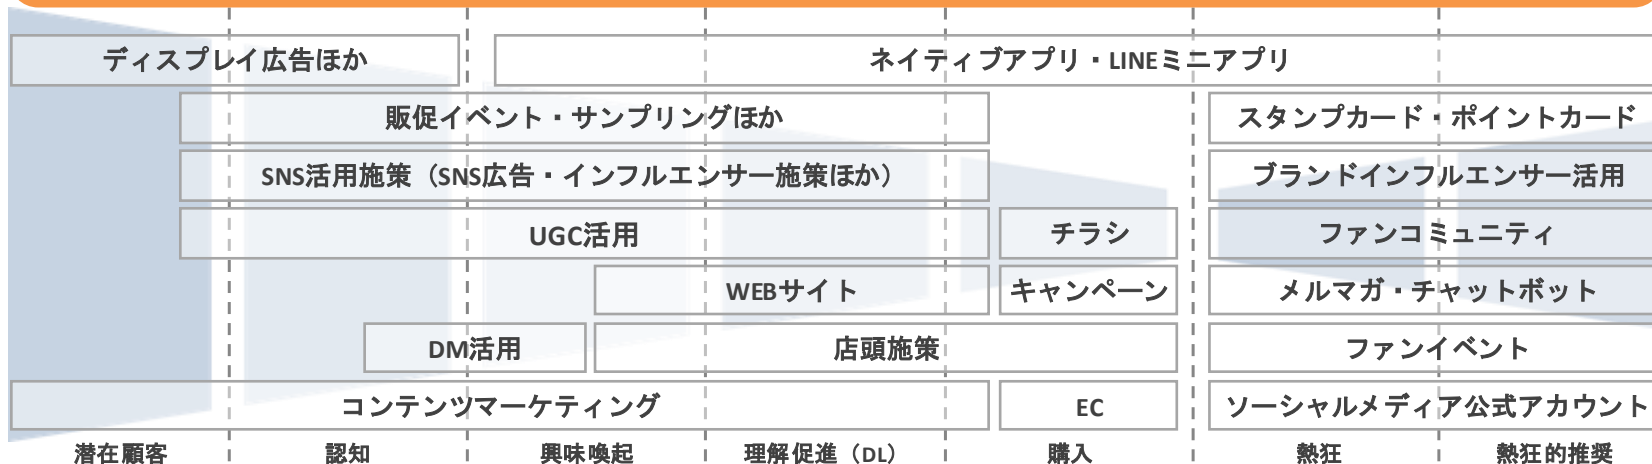 ディスプレイ広告ほか
ネイティブアプリ・LINEミニアプリ
販促イベント・サンプリングほか
スタンプカード・ポイントカード
SNS活用施策（SNS広告・インフルエンサー施策ほか）
ブランドインフルエンサー活用
UGC活用
チラシ
ファンコミュニティ
WEBサイト
キャンペーン
メルマガ・チャットボット
DM活用
店頭施策
ファンイベント
コンテンツマーケティング
EC
ソーシャルメディア公式アカウント
潜在顧客
認知
興味喚起
理解促進（DL）
購入
熱狂
熱狂的推奨